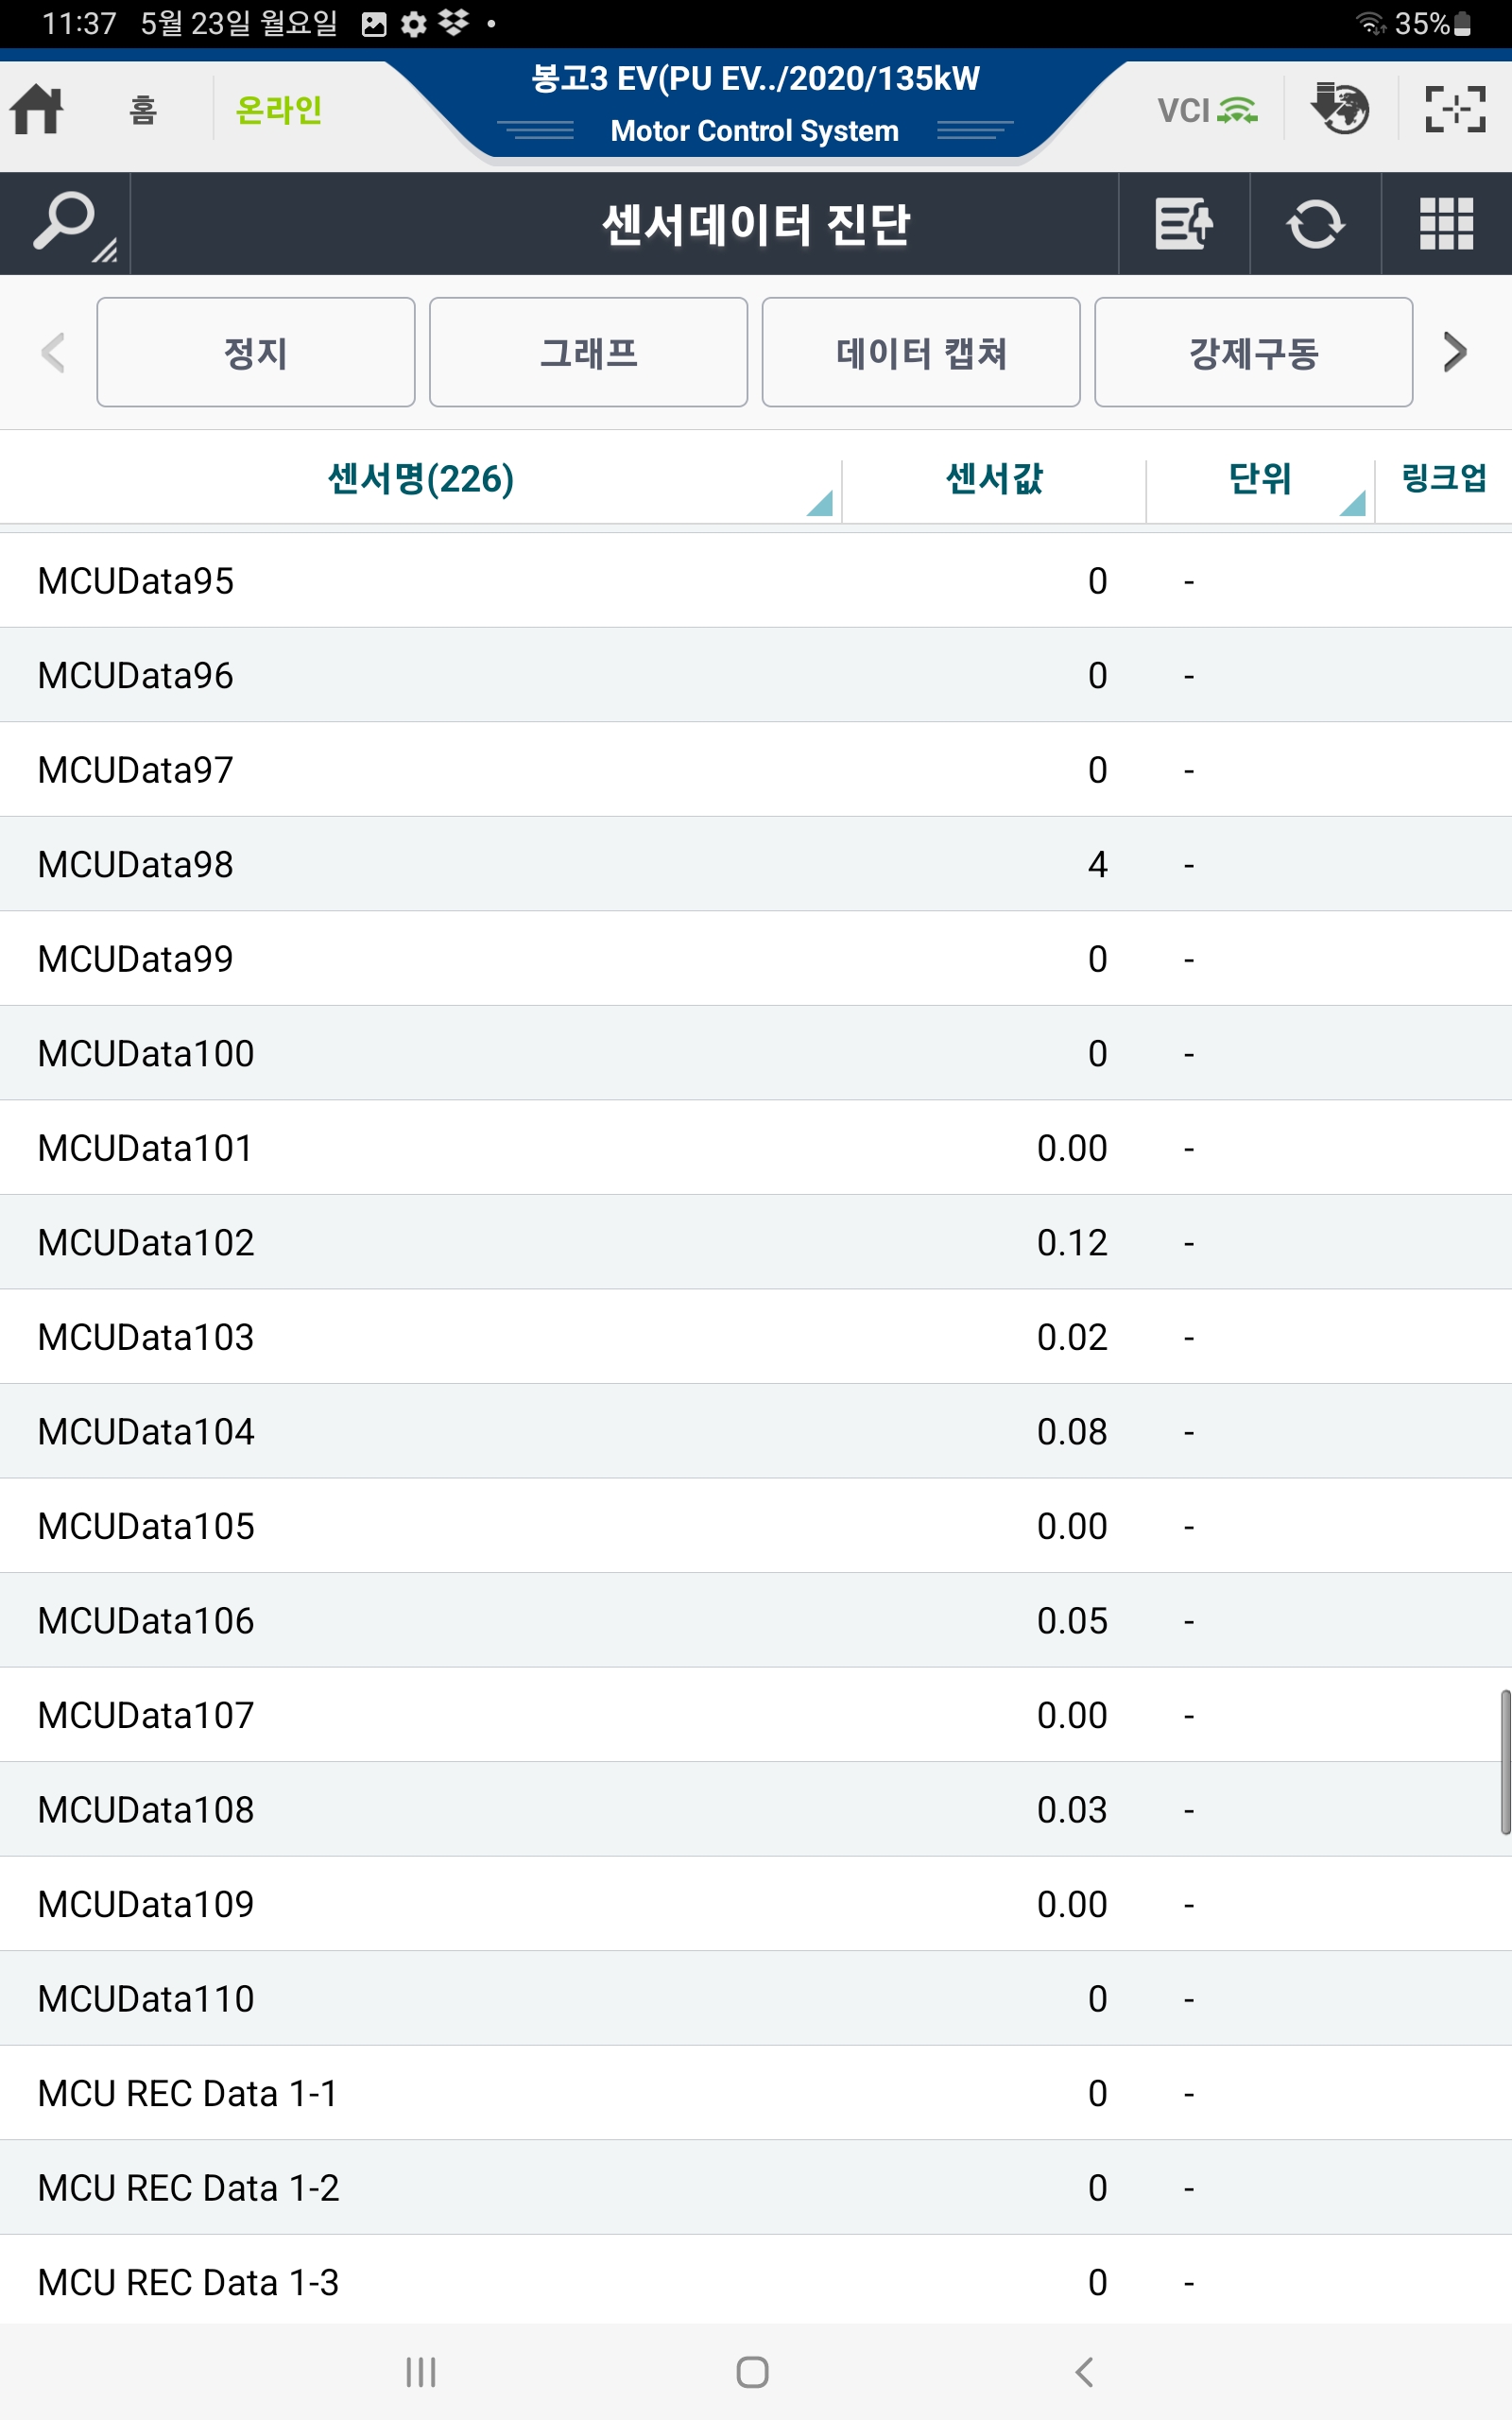 11:37 5월 23일 월요일 35%
봉고3 EV(PU EV../2020/135kW
홈 온라인 VCI
Motor Control System
센서데이터 진단
정지 그래프 데이터 캡쳐 강제구동
센서명(226) 센서값 단위 링크업
MCUData95 0 -
MCUData96 0 -
MCUData97 0 -
MCUData98 4 -
MCUData99 0 -
MCUData100 0 -
MCUData101 0.00 -
MCUData102 0.12 -
MCUData103 0.02 -
MCUData104 0.08 -
MCUData105 0.00 -
MCUData106 0.05 -
MCUData107 0.00 -
MCUData108 0.03 -
MCUData109 0.00 -
MCUData110 0 -
MCU REC Data 1-1 0 -
MCU REC Data 1-2 0 -
MCU REC Data 1-3 0 -